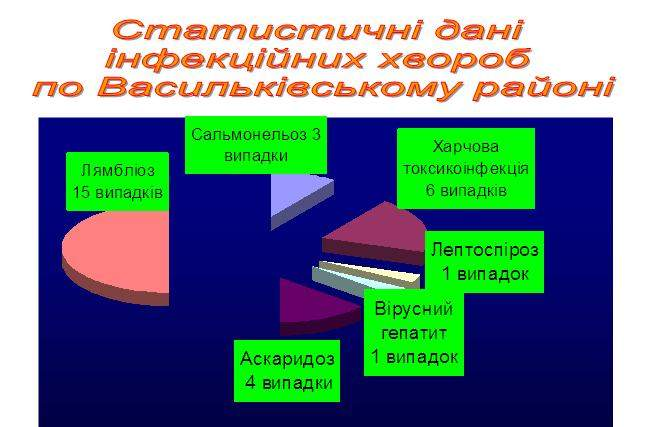 Статистичні дані
інфекційних хвороб
по Васильківському районі
Сальмонельоз 3
випадки
Харчова
токсикоінфекція
6 випадків
Лямблюз
15 випадків
Лептоспіроз
1 випадок
Вірусний
гепатит
1 випадок
Аскаридоз
4 випадки